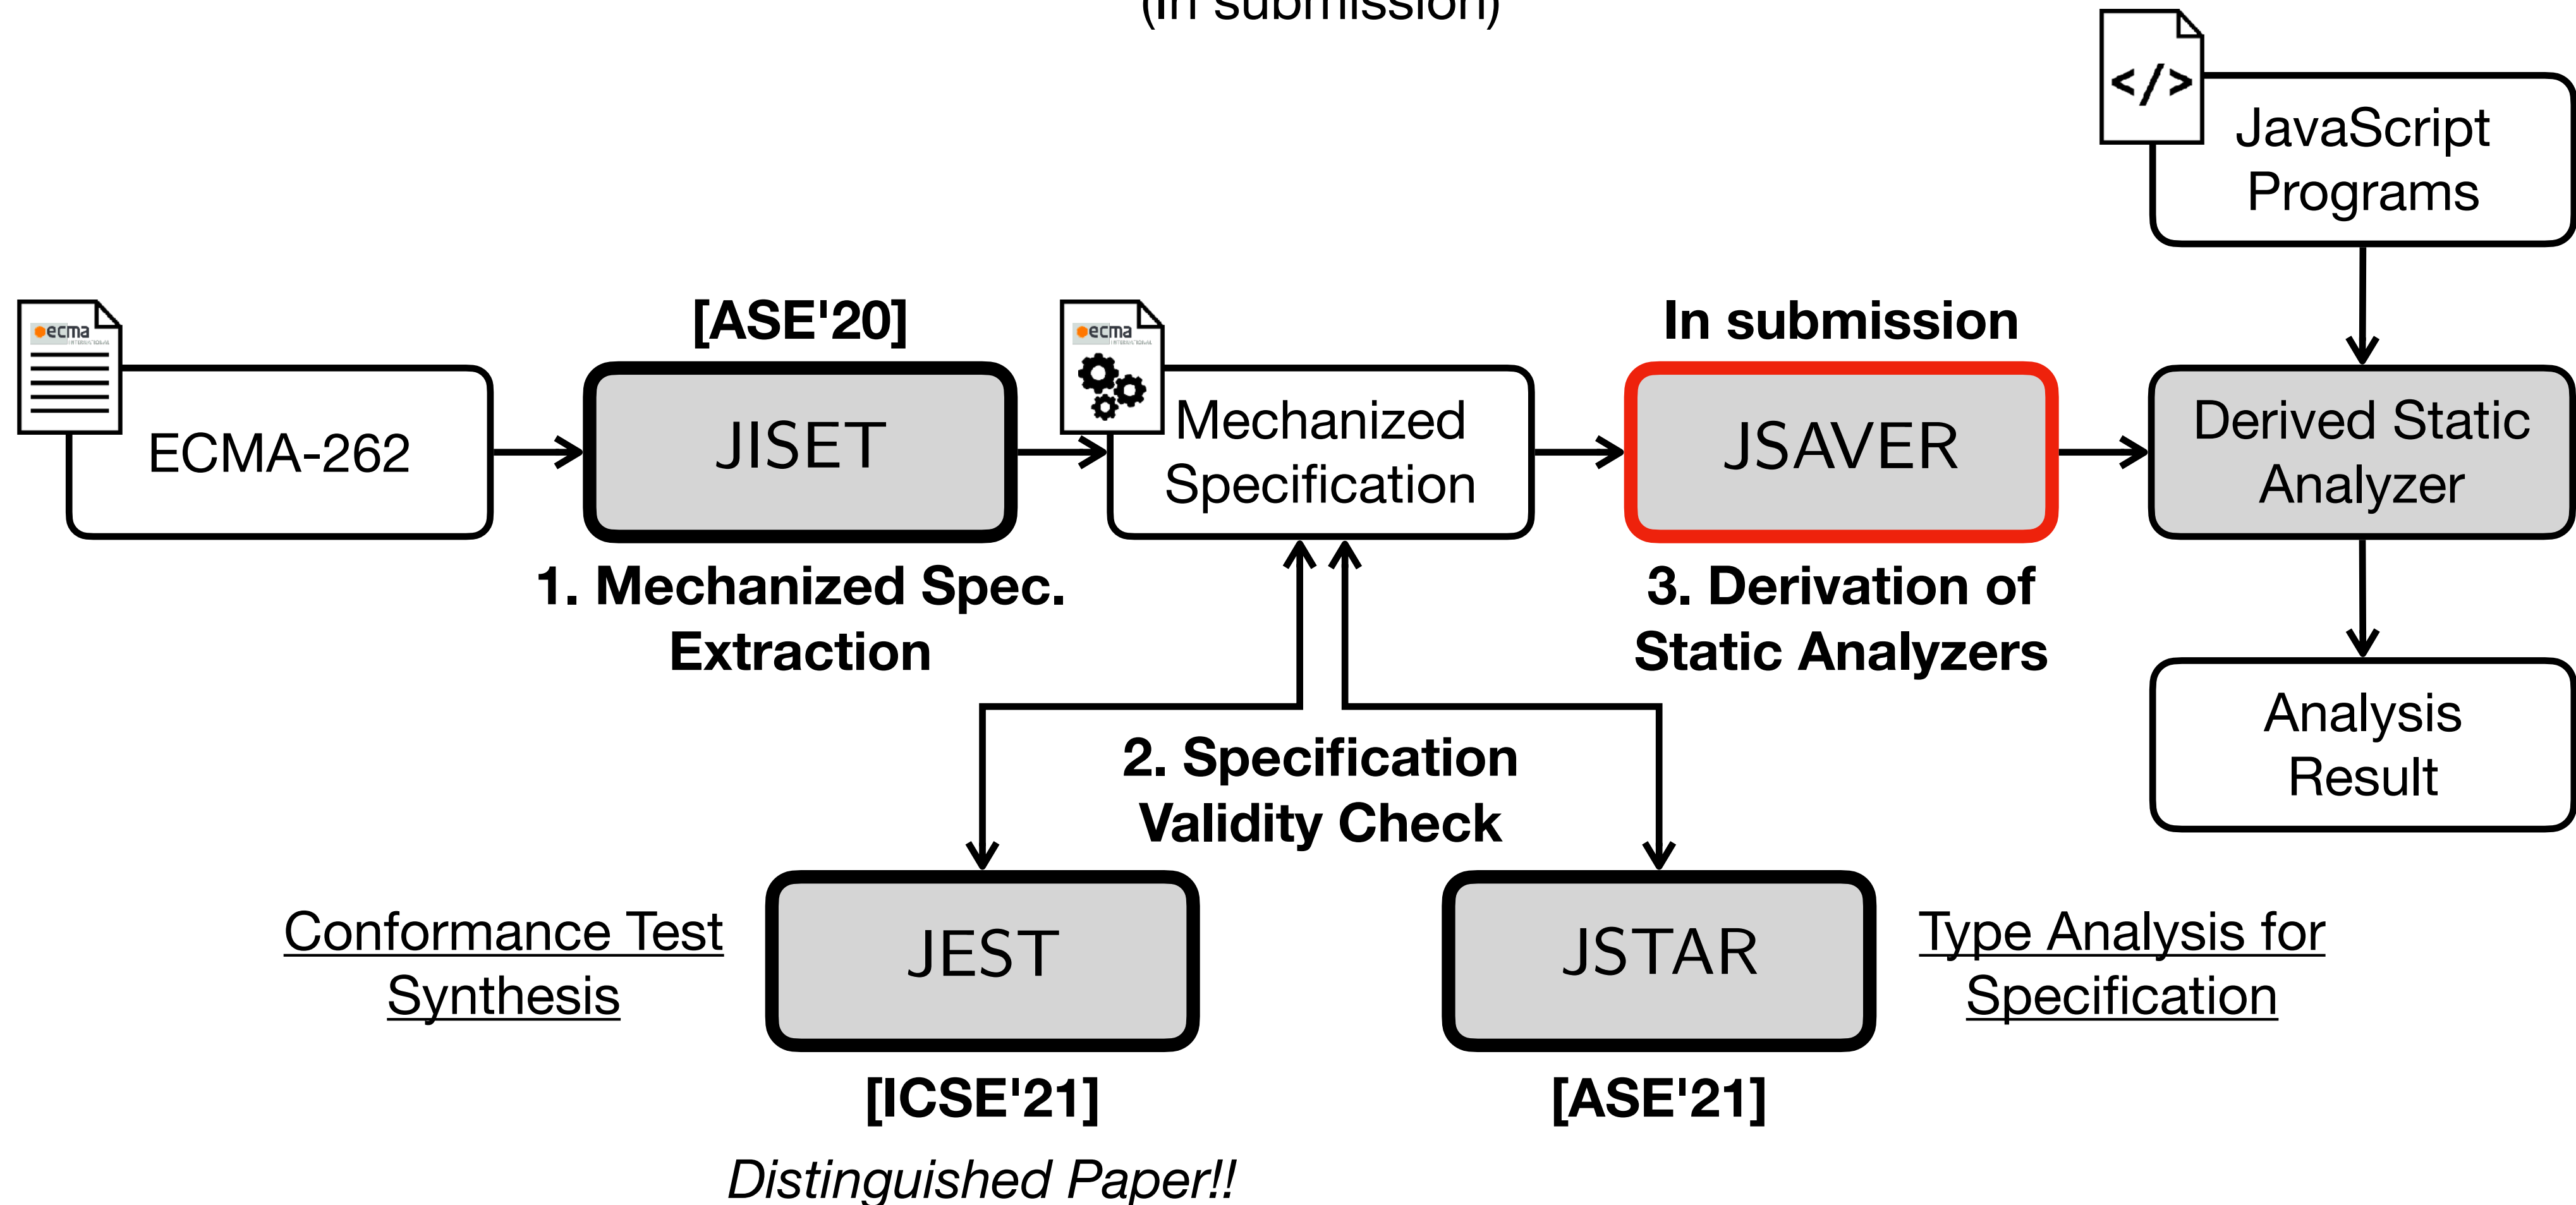 (In submission)
</>
JavaScript
Programs
ecma
[ASE'20]
ecma
In submission
ECMA-262
JISET
Mechanized
Specification
JSAVER
Derived Static
Analyzer
1. Mechanized Spec.
Extraction
3. Derivation of
Static Analyzers
2. Specification
Validity Check
Analysis
Result
Conformance Test
Synthesis
JEST
JSTAR
Type Analysis for
Specification
[ICSE'21]
[ASE'21]
Distinguished Paper!!